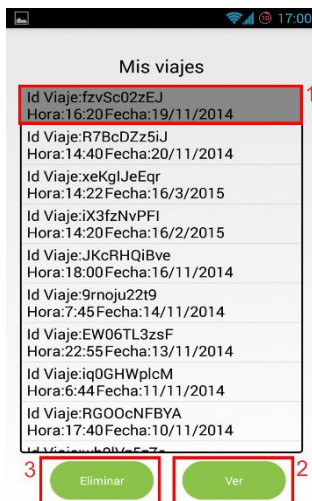 10 17:00
Mis viajes
1
Id Viaje:fzvSc02zEJ
Hora:16:20Fecha:19/11/2014
Id Viaje:R7BcDZz5iJ
Hora:14:40Fecha:20/11/2014
Id Viaje:xeKglJeEqr
Hora:14:22Fecha:16/3/2015
Id Viaje:iX3fzNvPFI
Hora:14:20Fecha:16/2/2015
Id Viaje:JKcRHQiBve
Hora:18:00Fecha:16/11/2014
Id Viaje:9rnoju22t9
Hora:7:45Fecha:14/11/2014
Id Viaje:EW06TL3zsF
Hora:22:55Fecha:13/11/2014
Id Viaje:iq0GHWplcM
Hora:6:44Fecha:11/11/2014
Id Viaje:RGOOcNFBYA
Hora:17:40Fecha:10/11/2014
3 Eliminar Ver 2